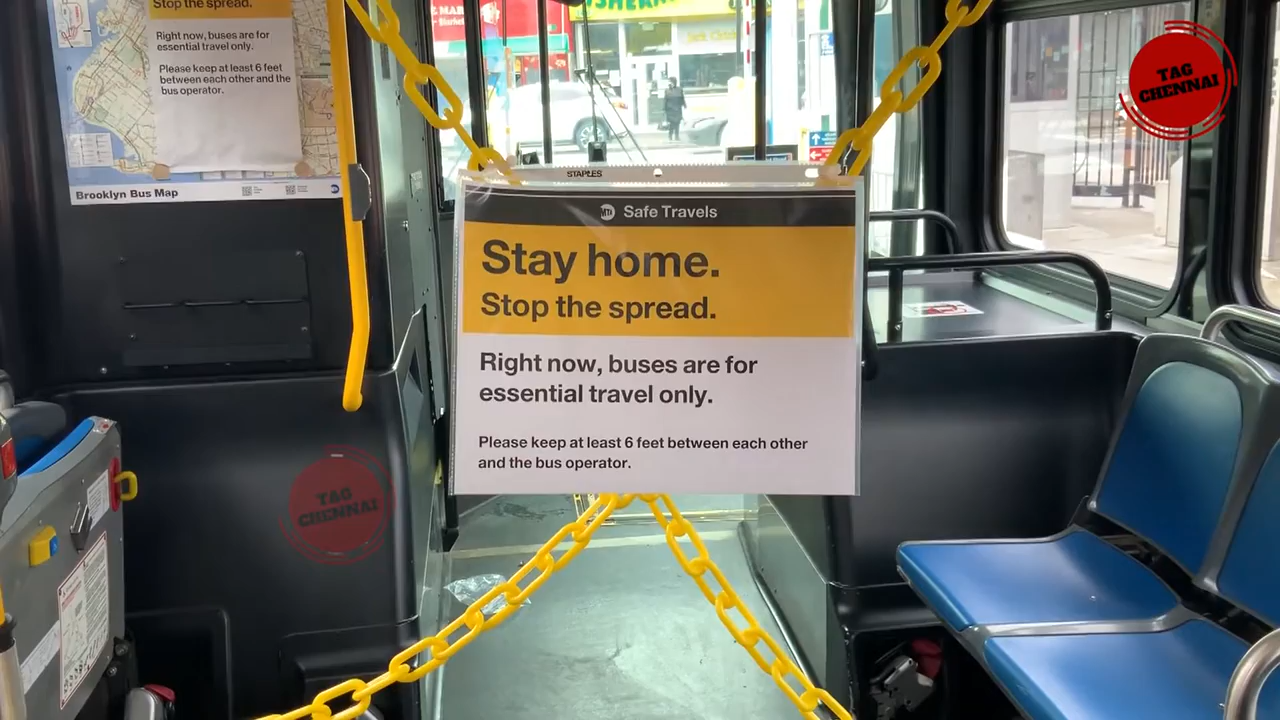 Stop the spread.
Right now, buses are for
essential travel only.
Please keep at least 6 feet
between each other and the
bus operator.
Brooklyn Bus Map
TAG
CHENNAI
STAPLES
MTA Safe Travels
Stay home.
Stop the spread.
Right now, buses are for
essential travel only.
Please keep at least 6 feet between each other
and the bus operator.
TAG
CHENNAI